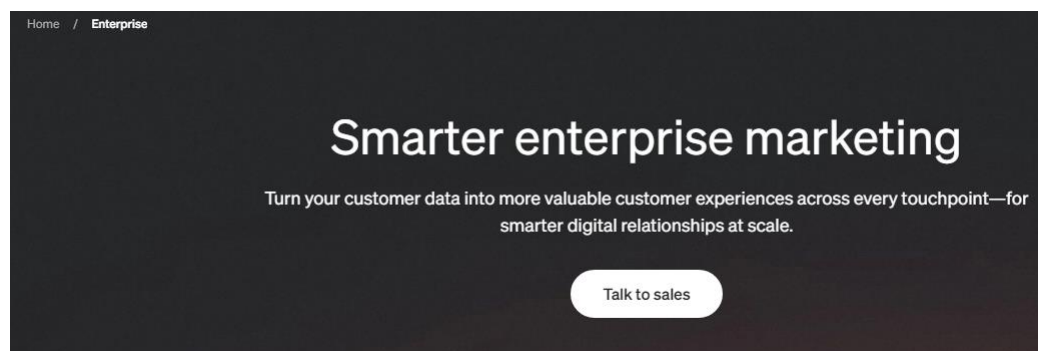 Home / Enterprise
Smarter enterprise marketing
Turn your customer data into more valuable customer experiences across every touchpoint—for
smarter digital relationships at scale.
Talk to sales